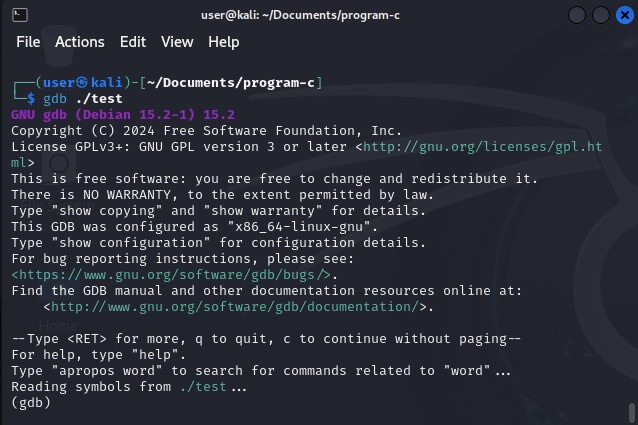 user@kali: ~/Documents/program-c
File Actions Edit View Help
┌──(user㉿kali)-[~/Documents/program-c]
└─$ gdb ./test
GNU gdb (Debian 15.2-1) 15.2
Copyright (C) 2024 Free Software Foundation, Inc.
License GPLv3+: GNU GPL version 3 or later <http://gnu.org/licenses/gpl.ht
ml>
This is free software: you are free to change and redistribute it.
There is NO WARRANTY, to the extent permitted by law.
Type "show copying" and "show warranty" for details.
This GDB was configured as "x86_64-linux-gnu".
Type "show configuration" for configuration details.
For bug reporting instructions, please see:
<https://www.gnu.org/software/gdb/bugs/>.
Find the GDB manual and other documentation resources online at:
    <http://www.gnu.org/software/gdb/documentation/>.
Home
--Type <RET> for more, q to quit, c to continue without paging--
For help, type "help".
Type "apropos word" to search for commands related to "word"...
Reading symbols from ./test...
(gdb)